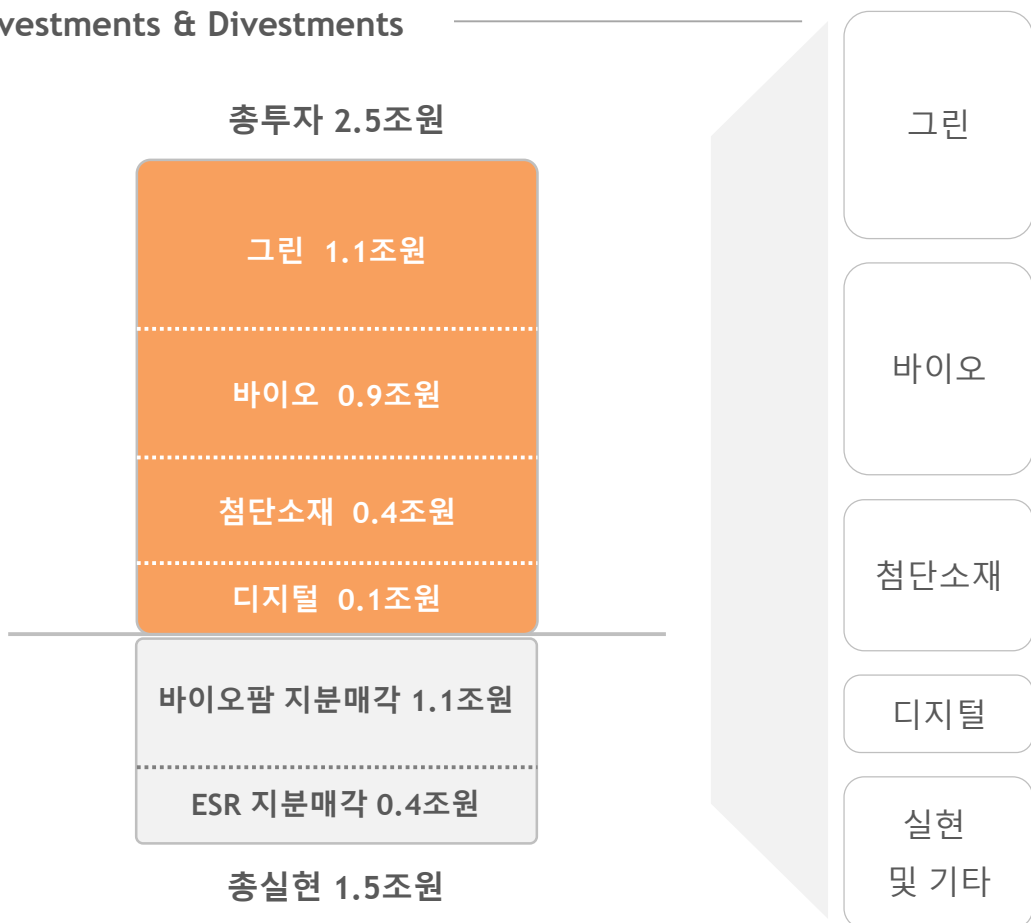 vestments & Divestments
총투자 2.5조원
그린 1.1조원
바이오 0.9조원
첨단소재 0.4조원
디지털 0.1조원
바이오팜 지분매각 1.1조원
ESR 지분매각 0.4조원
총실현 1.5조원
그린
바이오
첨단소재
디지털
실현
및 기타